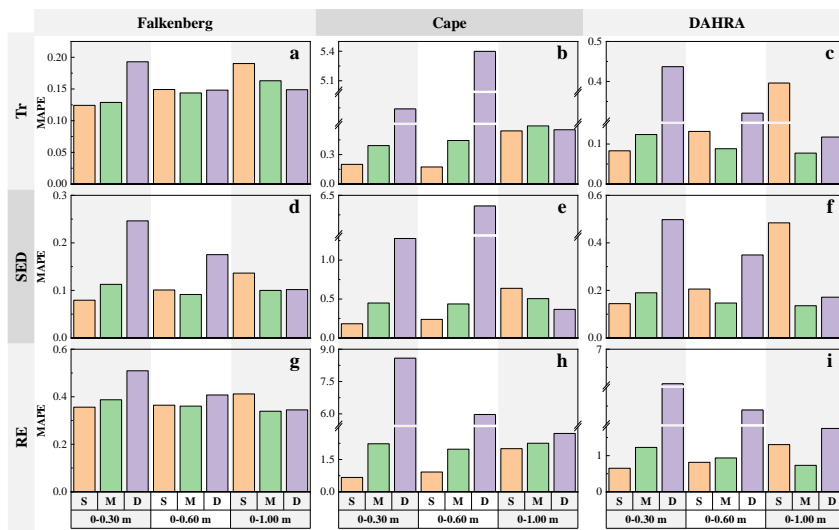 Falkenberg Cape DAHRA
Tr
MAPE
0.20
0.15
0.10
0.05
0.00
a
5.4
5.1
0.3
0.0
b
0.5
0.4
0.1
0.0
c
SED
MAPE
0.3
0.2
0.1
0.0
d
6.5
1.0
0.5
0.0
e
0.6
0.4
0.2
0.0
f
RE
MAPE
0.6
0.4
0.2
0.0
g
9.0
7.5
6.0
1.5
0.0
h
7
1
0
i
S M D S M D S M D S M D S M D S M D S M D S M D S M D
0-0.30 m 0-0.60 m 0-1.00 m 0-0.30 m 0-0.60 m 0-1.00 m 0-0.30 m 0-0.60 m 0-1.00 m